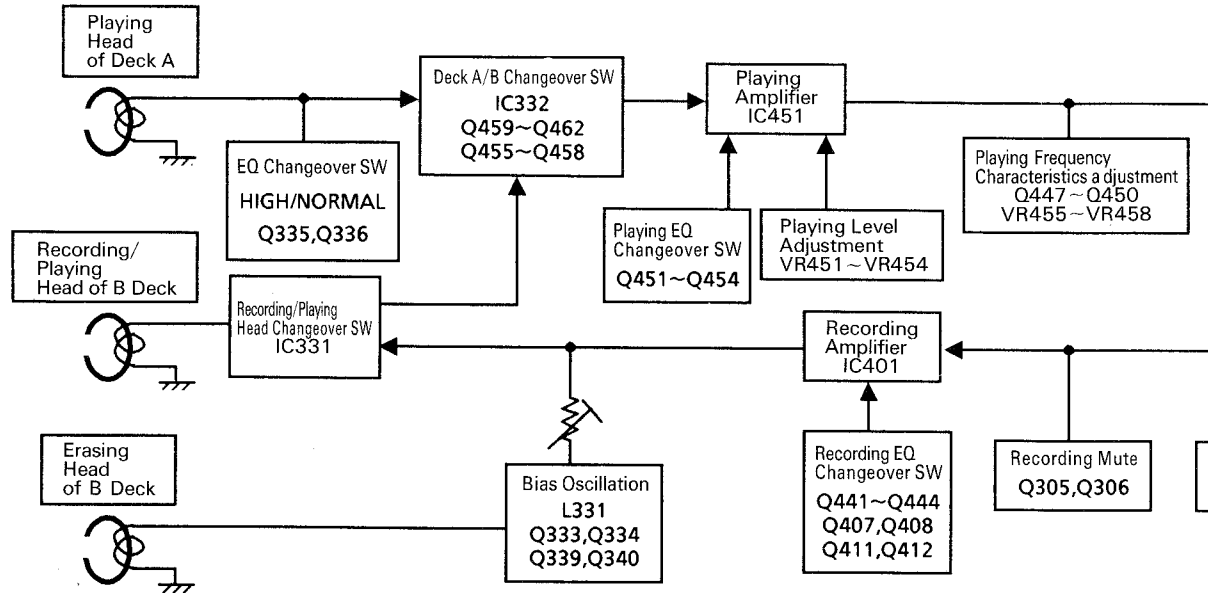 Playing
Head
of Deck A
Deck A/B Changeover SW
IC332
Q459~Q462
Q455~Q458
Playing
Amplifier
IC451
EQ Changeover SW
HIGH/NORMAL
Q335,Q336
Playing EQ
Changeover SW
Q451~Q454
Playing Level
Adjustment
VR451~VR454
Playing Frequency
Characteristics a djustment
Q447~Q450
VR455~VR458
Recording/
Playing
Head of B Deck
Recording/Playing
Head Changeover SW
IC331
Recording
Amplifier
IC401
Erasing
Head
of B Deck
Bias Oscillation
L331
Q333,Q334
Q339,Q340
Recording EQ
Changeover SW
Q441~Q444
Q407,Q408
Q411,Q412
Recording Mute
Q305,Q306